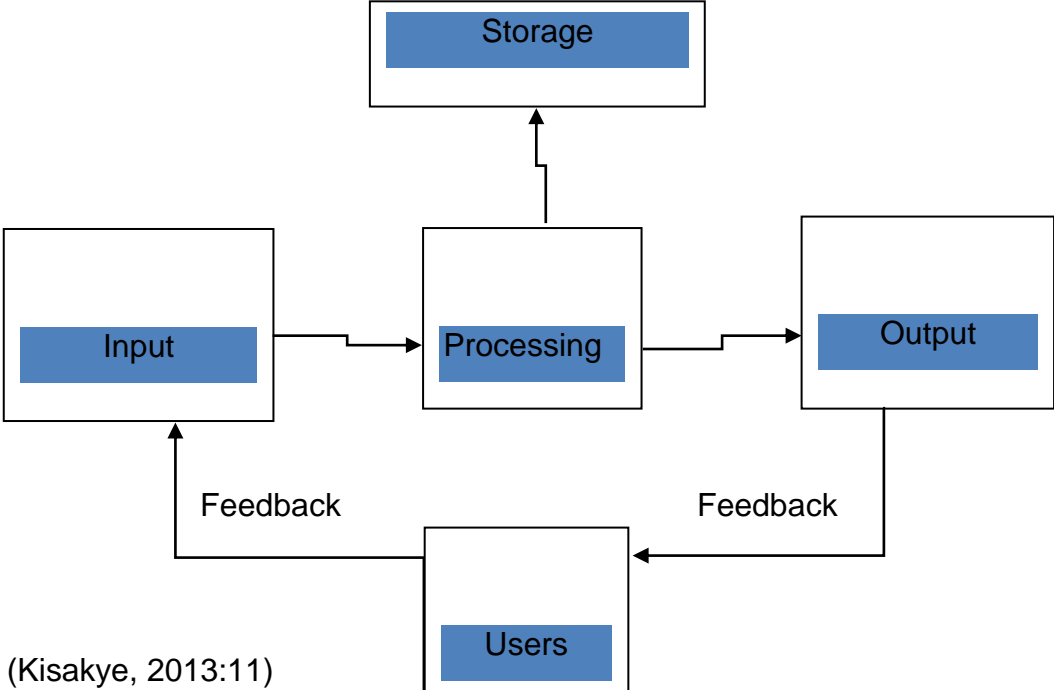 Storage
Input
Processing
Output
Feedback
Feedback
Users
(Kisakye, 2013:11)